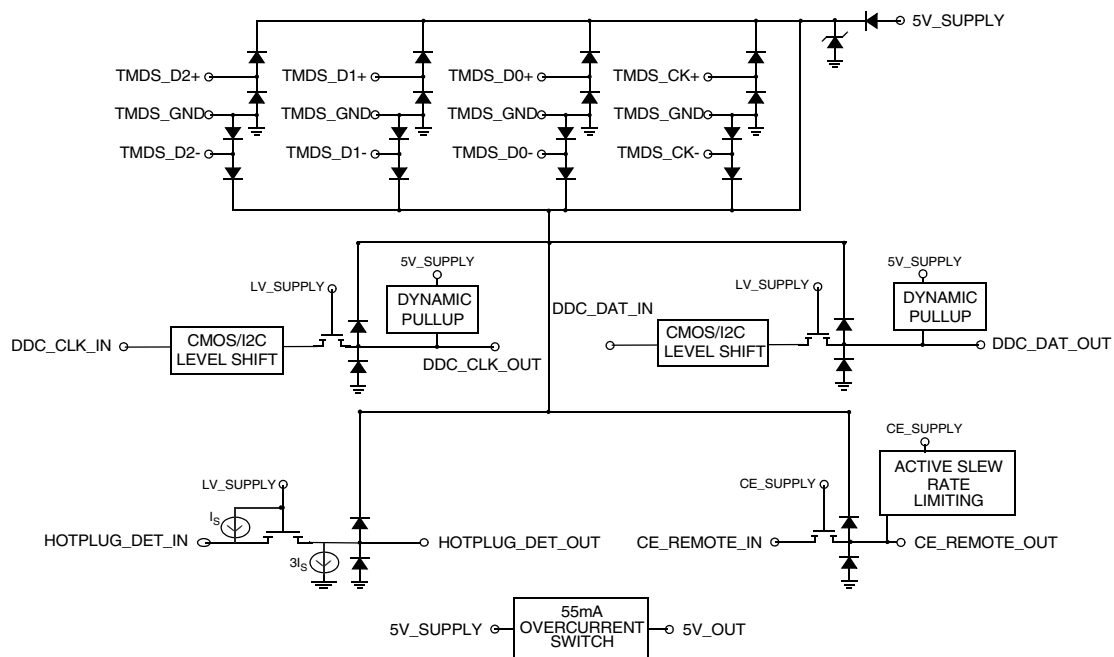 5V_SUPPLY
TMDS_D2+ TMDS_D1+ TMDS_D0+ TMDS_CK+
TMDS_GND TMDS_GND TMDS_GND TMDS_GND
TMDS_D2- TMDS_D1- TMDS_D0- TMDS_CK-
5V_SUPPLY
LV_SUPPLY
DYNAMIC
PULLUP
DDC_CLK_IN
CMOS/I2C
LEVEL SHIFT
DDC_CLK_OUT
5V_SUPPLY
LV_SUPPLY
DYNAMIC
PULLUP
DDC_DAT_IN
CMOS/I2C
LEVEL SHIFT
DDC_DAT_OUT
LV_SUPPLY
IS
HOTPLUG_DET_IN
3IS
HOTPLUG_DET_OUT
CE_SUPPLY
CE_SUPPLY
ACTIVE SLEW
RATE
LIMITING
CE_REMOTE_IN
CE_REMOTE_OUT
5V_SUPPLY
55mA
OVERCURRENT
SWITCH
5V_OUT